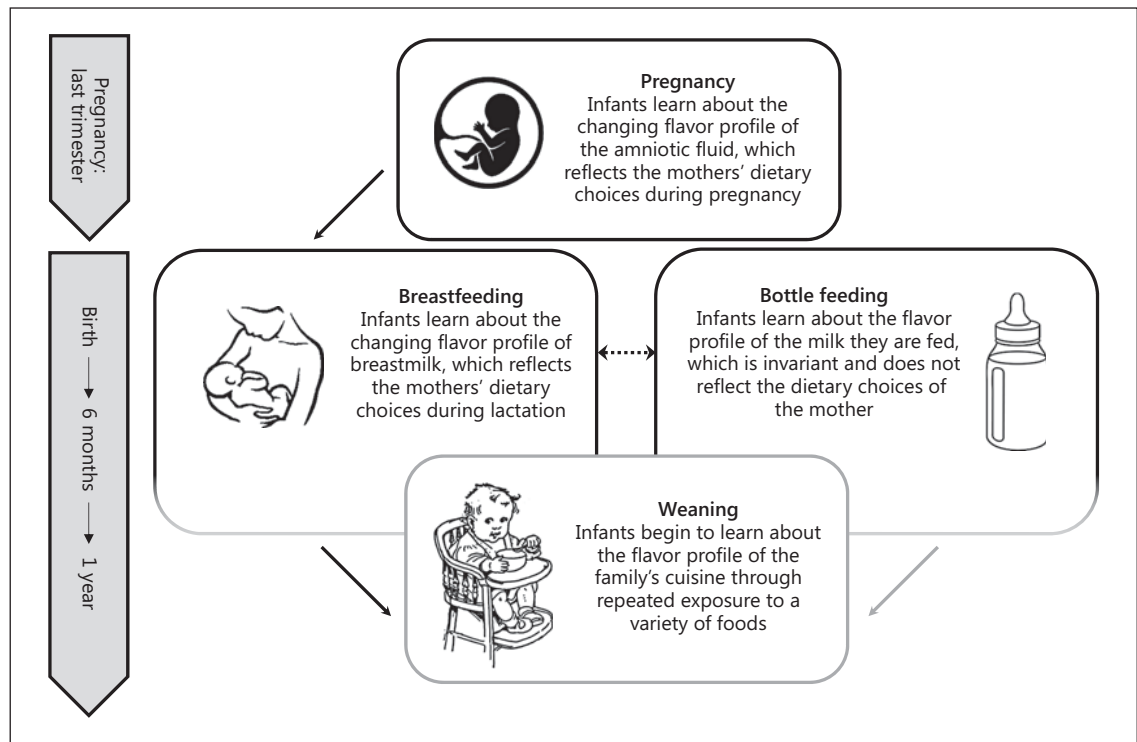 Pregnancy:
last trimester
Pregnancy
Infants learn about the
changing flavor profile of
the amniotic fluid, which
reflects the mothers' dietary
choices during pregnancy
Birth → 6 months → 1 year
Breastfeeding
Infants learn about the
changing flavor profile of
breastmilk, which reflects
the mothers' dietary
choices during lactation
Bottle feeding
Infants learn about the flavor
profile of the milk they are fed,
which is invariant and does not
reflect the dietary choices of
the mother
Weaning
Infants begin to learn about
the flavor profile of the
family's cuisine through
repeated exposure to a
variety of foods